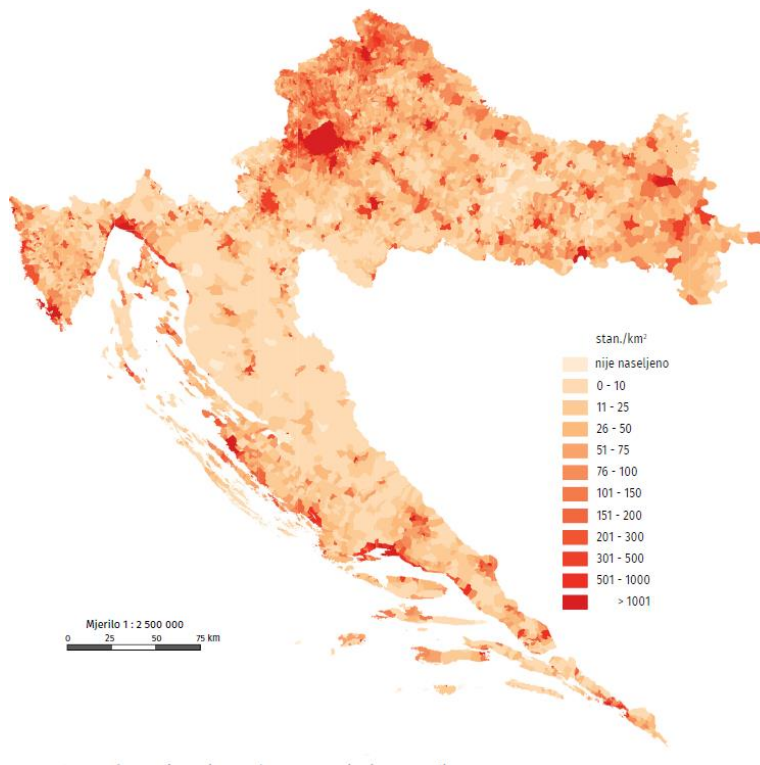 stan./km²
nije naseljeno
0 - 10
11 - 25
26 - 50
51 - 75
76 - 100
101 - 150
151 - 200
201 - 300
301 - 500
501 - 1000
> 1001
Mjerilo 1 : 2 500 000
0 25 50 75 km